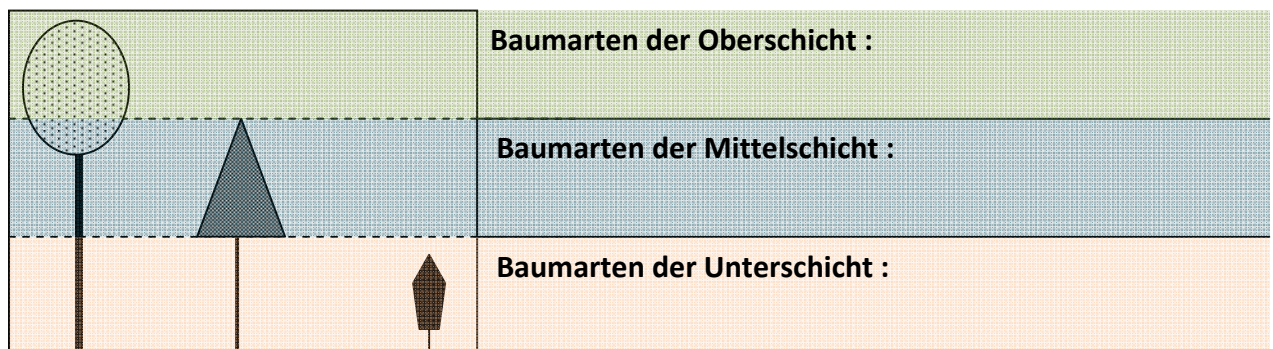 Baumarten der Oberschicht :
Baumarten der Mittelschicht :
Baumarten der Unterschicht :